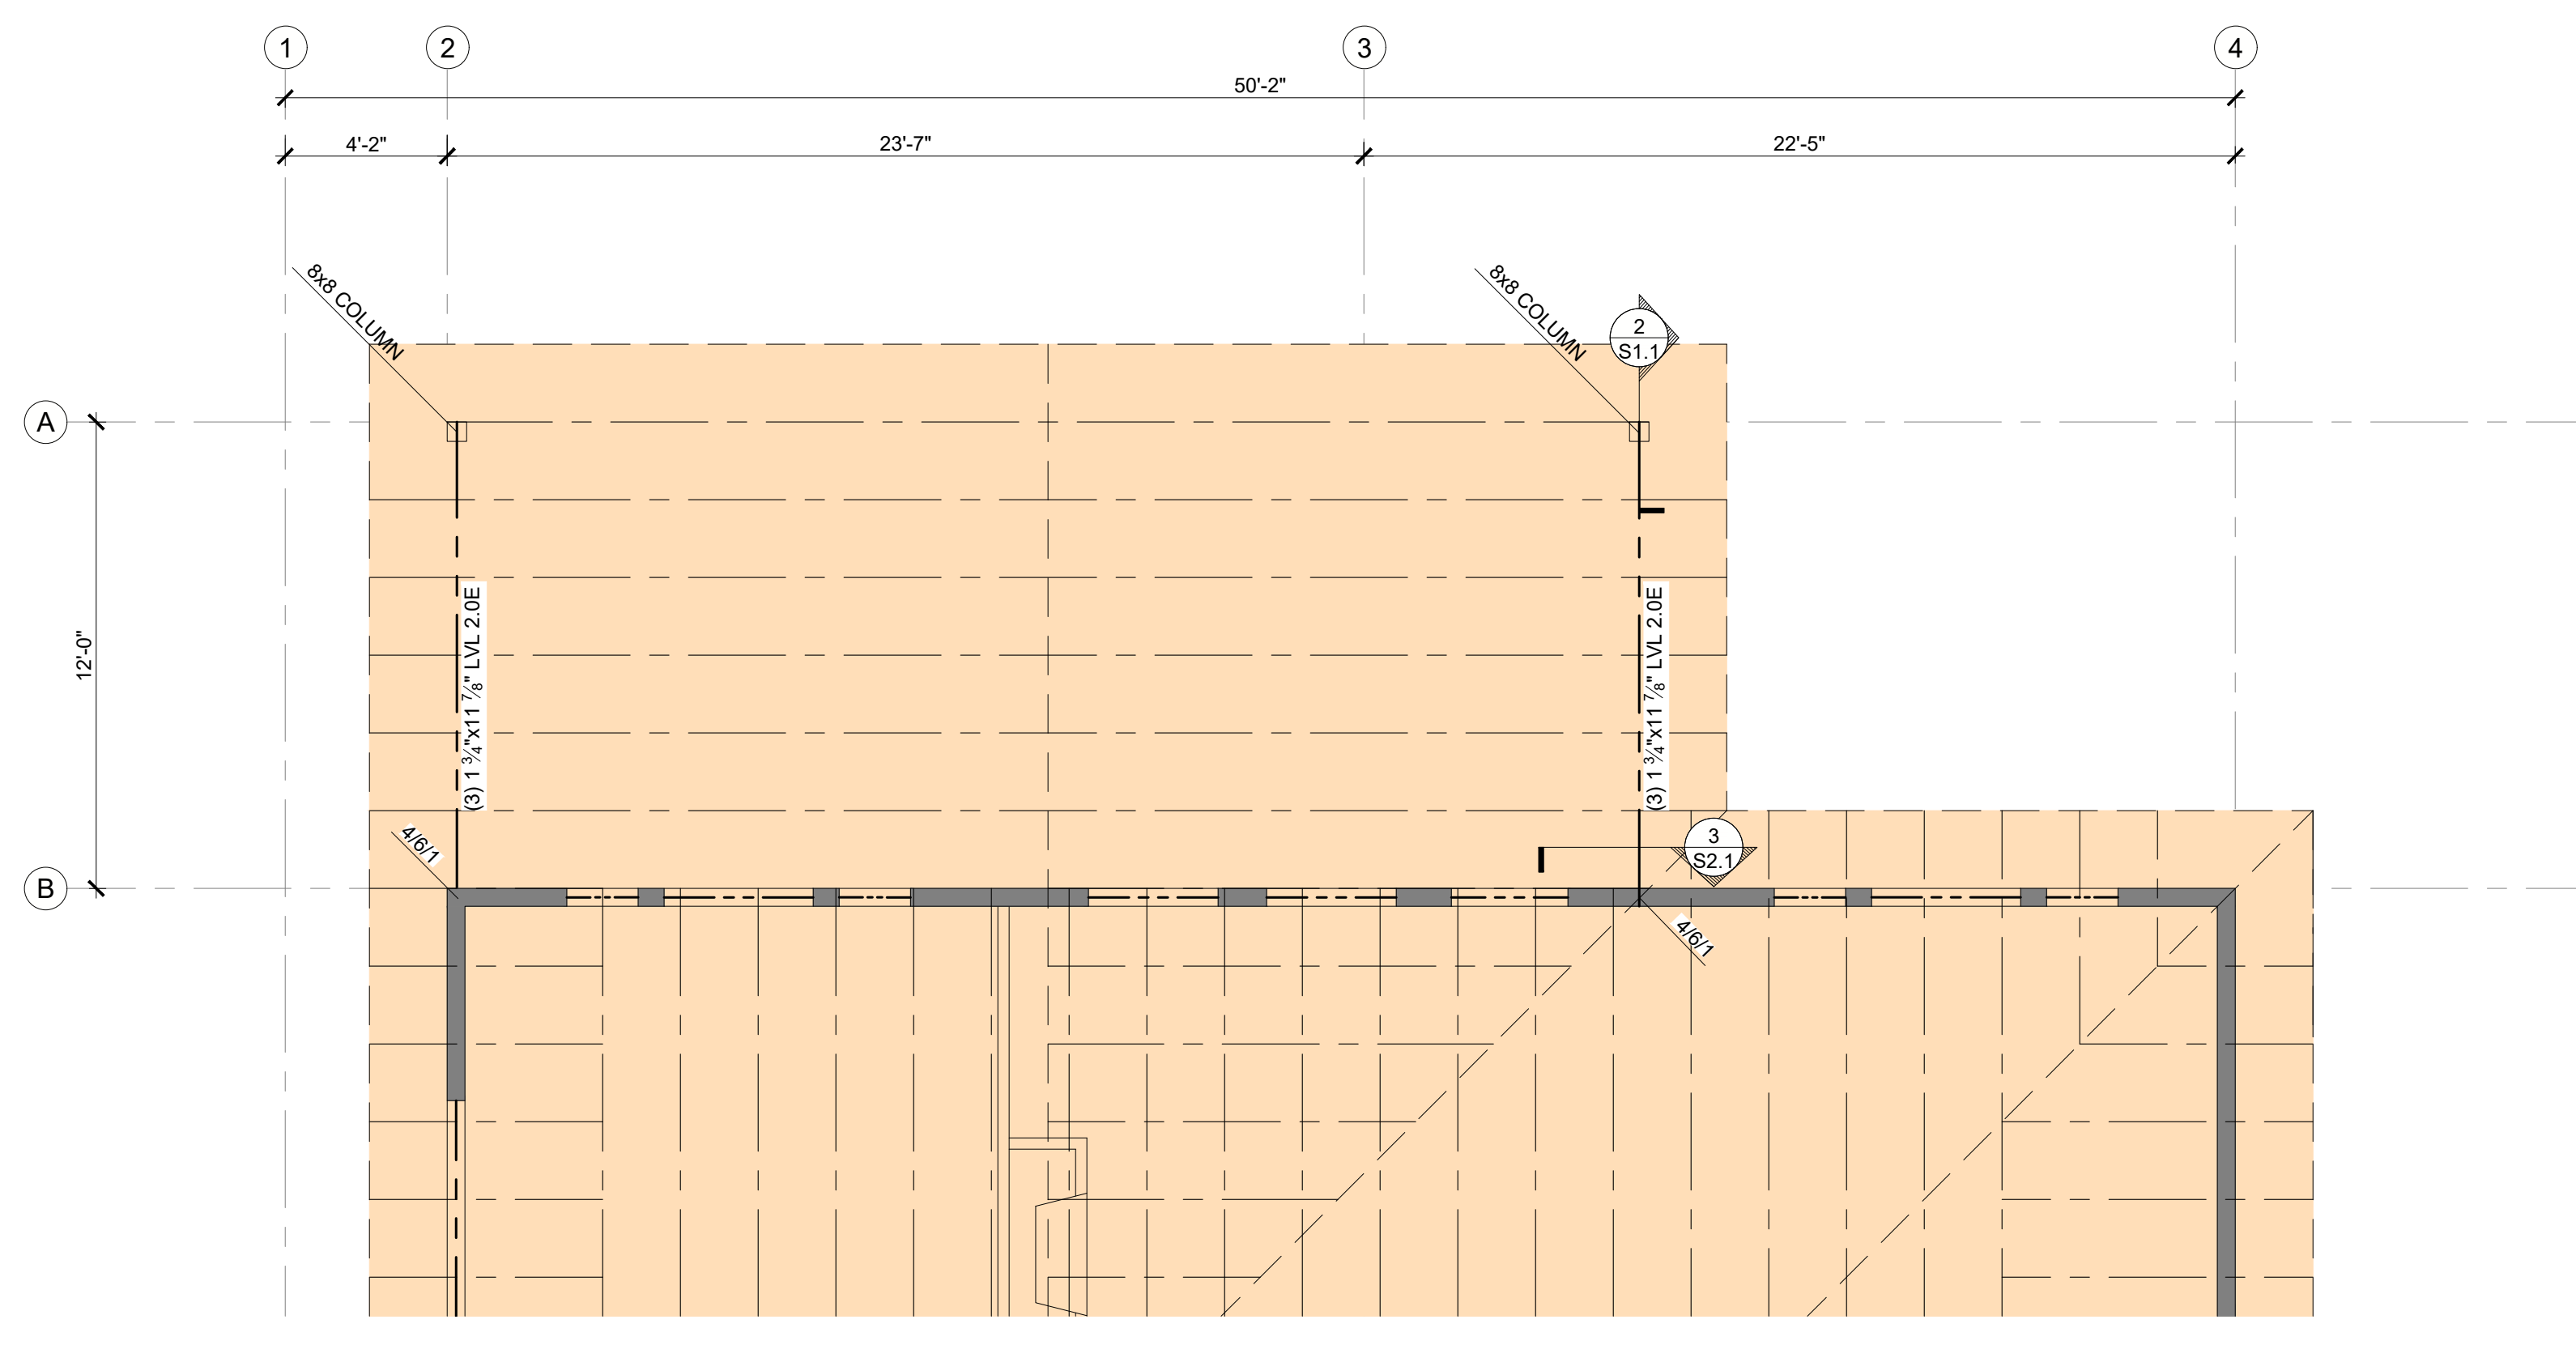 1
2
3
4
50'-2"
4'-2"
23'-7"
22'-5"
8x8 COLUMN
8x8 COLUMN
2
S1.1
A
12'-0"
(3) 1 3⁄4"x11 7⁄8" LVL 2.0E
(3) 1 3⁄4"x11 7⁄8" LVL 2.0E
4/6/1
3
S2.1
B
4/6/1